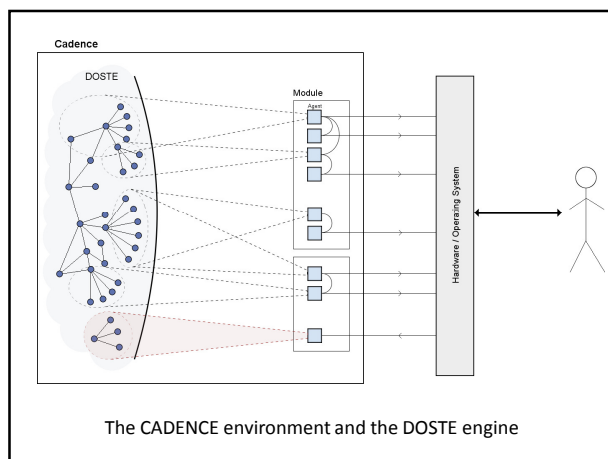 Cadence
DOSTE
Module
Agent
Hardware / Operating System
The CADENCE environment and the DOSTE engine